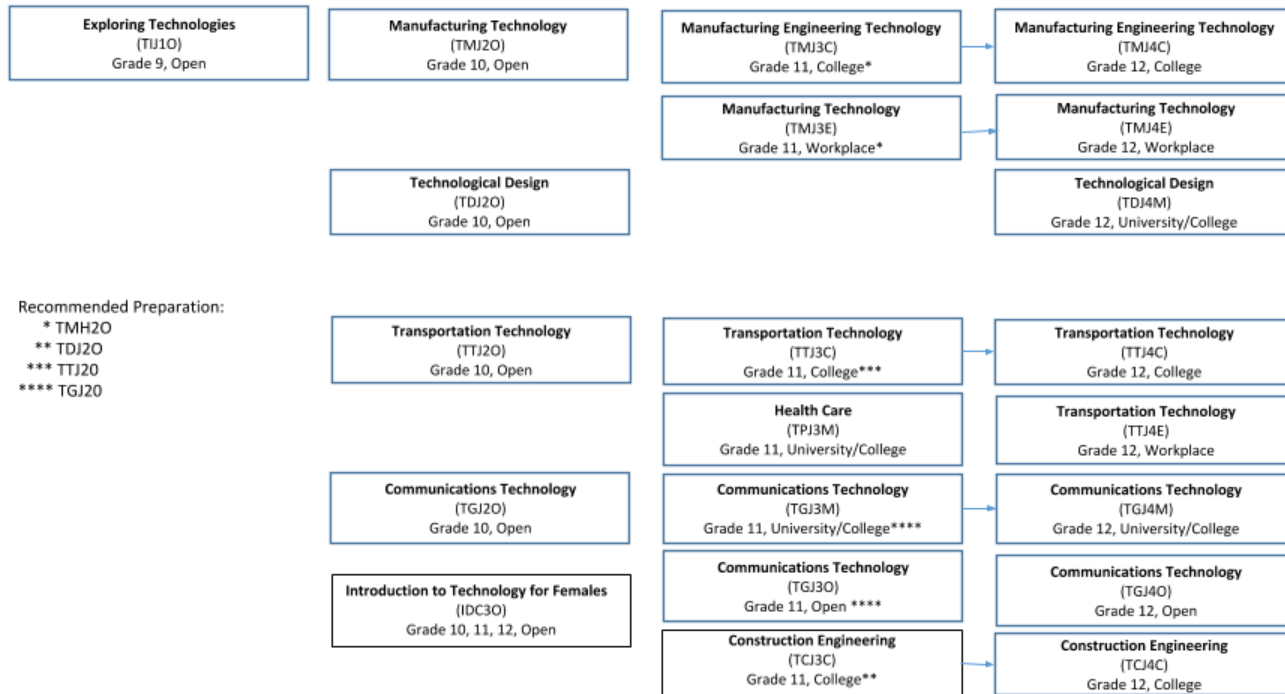 Exploring Technologies
(TIJ1O)
Grade 9, Open
Manufacturing Technology
(TMJ2O)
Grade 10, Open
Manufacturing Engineering Technology
(TMJ3C)
Grade 11, College*
Manufacturing Engineering Technology
(TMJ4C)
Grade 12, College
Manufacturing Technology
(TMJ3E)
Grade 11, Workplace*
Manufacturing Technology
(TMJ4E)
Grade 12, Workplace
Technological Design
(TDJ2O)
Grade 10, Open
Technological Design
(TDJ4M)
Grade 12, University/College
Recommended Preparation:
* TMH2O
** TDJ2O
*** TTJ20
**** TGJ20
Transportation Technology
(TTJ2O)
Grade 10, Open
Transportation Technology
(TTJ3C)
Grade 11, College***
Transportation Technology
(TTJ4C)
Grade 12, College
Health Care
(TPJ3M)
Grade 11, University/College
Transportation Technology
(TTJ4E)
Grade 12, Workplace
Communications Technology
(TGJ2O)
Grade 10, Open
Communications Technology
(TGJ3M)
Grade 11, University/College****
Communications Technology
(TGJ4M)
Grade 12, University/College
Introduction to Technology for Females
(IDC3O)
Grade 10, 11, 12, Open
Communications Technology
(TGJ3O)
Grade 11, Open ****
Communications Technology
(TGJ4O)
Grade 12, Open
Construction Engineering
(TCJ3C)
Grade 11, College**
Construction Engineering
(TCJ4C)
Grade 12, College